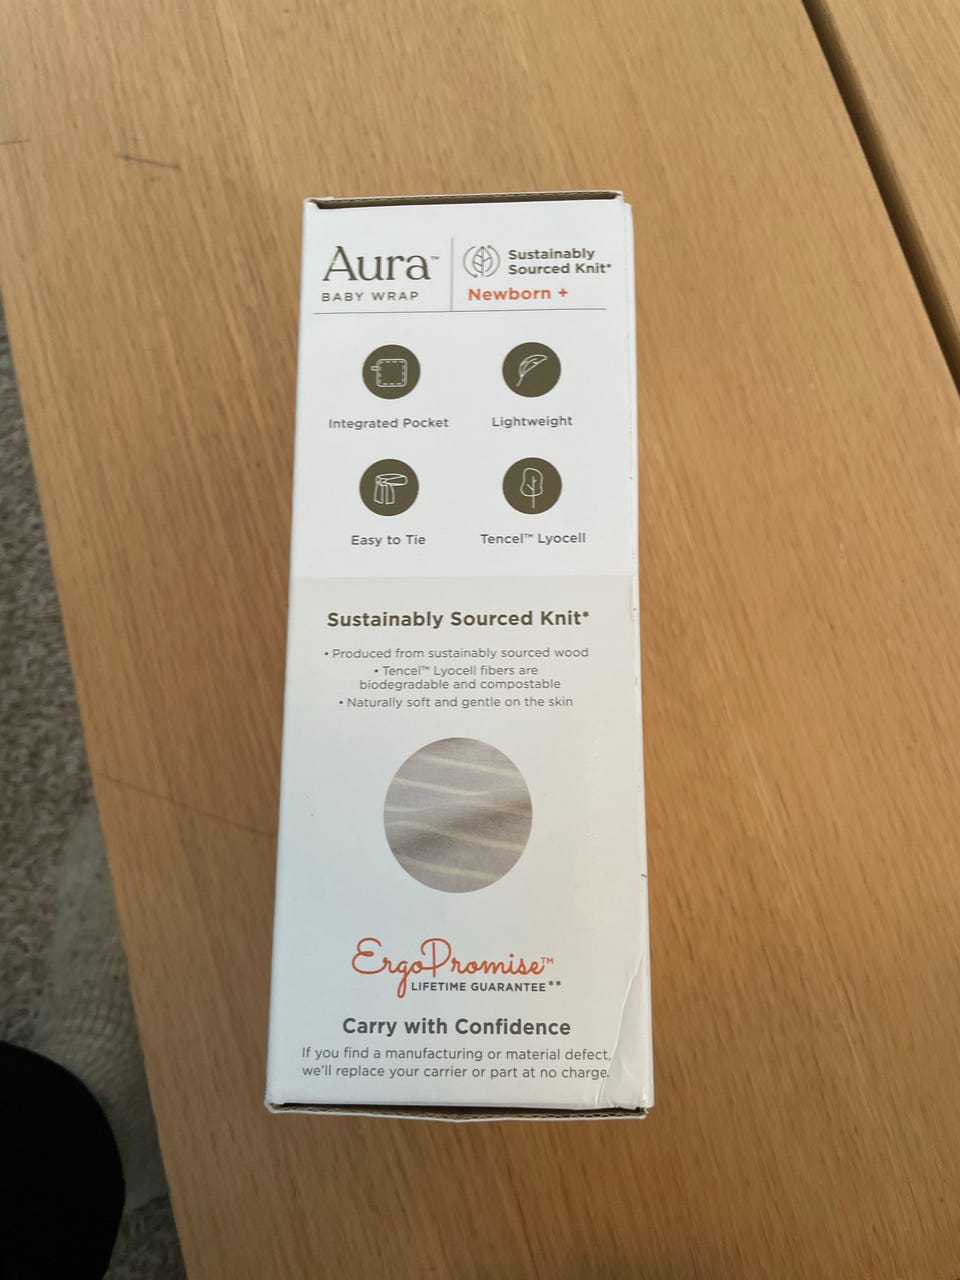 Aura™
BABY WRAP
Sustainably
Sourced Knit*
Newborn +
Integrated Pocket
Lightweight
Easy to Tie
Tencel™ Lyocell
Sustainably Sourced Knit*
• Produced from sustainably sourced wood
• Tencel™ Lyocell fibers are
biodegradable and compostable
• Naturally soft and gentle on the skin
ErgoPromise™
LIFETIME GUARANTEE**
Carry with Confidence
If you find a manufacturing or material defect,
we'll replace your carrier or part at no charge.